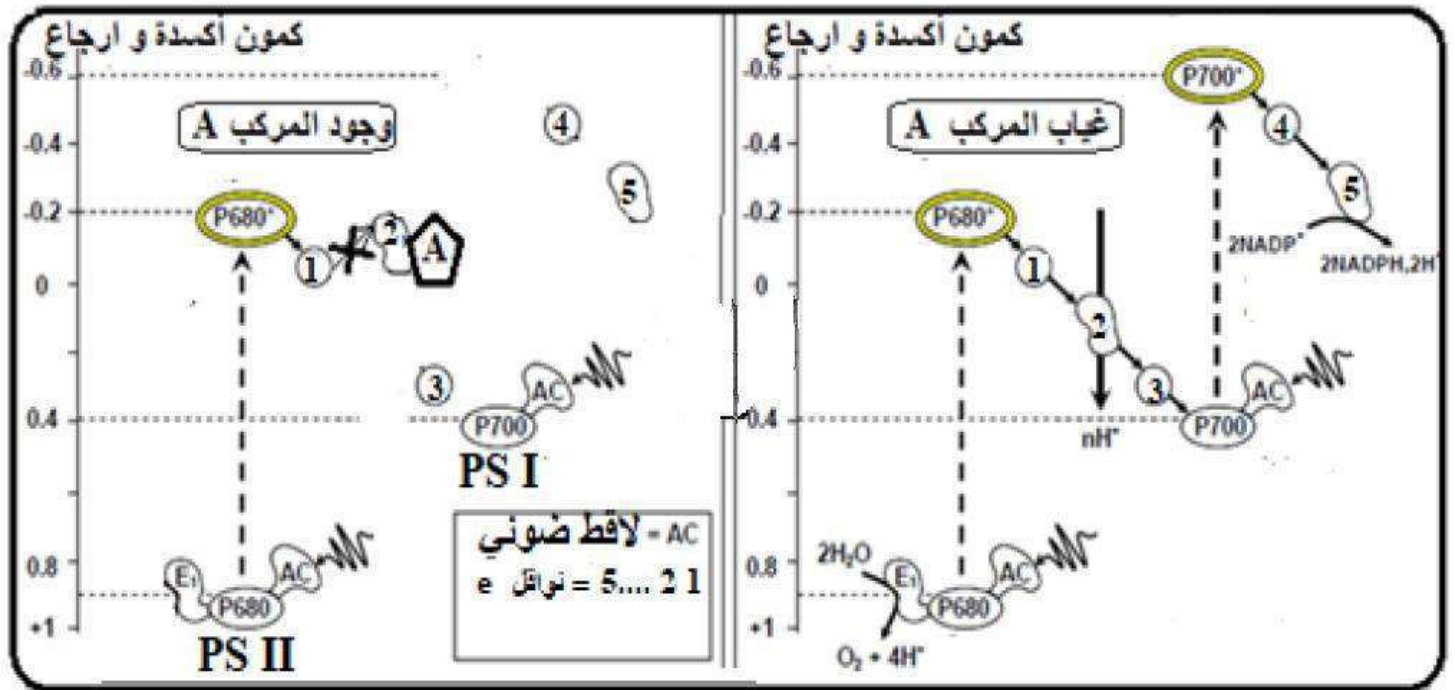 كمون أكسدة و ارجاع
-0.6
وجود المركب A
4
-0.4
5
-0.2
P680*
2
A
1
0
3
AC
0.4
P700
PS I
0.8
E₁
AC
P680
+1
PS II
AC = لاقط ضوئي
1 2 ....5 = نواقل e
كمون أكسدة و ارجاع
-0.6
P700*
غياب المركب A
4
-0.4
5
-0.2
P680*
2NADP⁺
1
2NADPH,2H⁺
0
2
3
AC
0.4
nH⁺
P700
2H₂O
0.8
E₁
AC
P680
+1
O₂ + 4H⁺